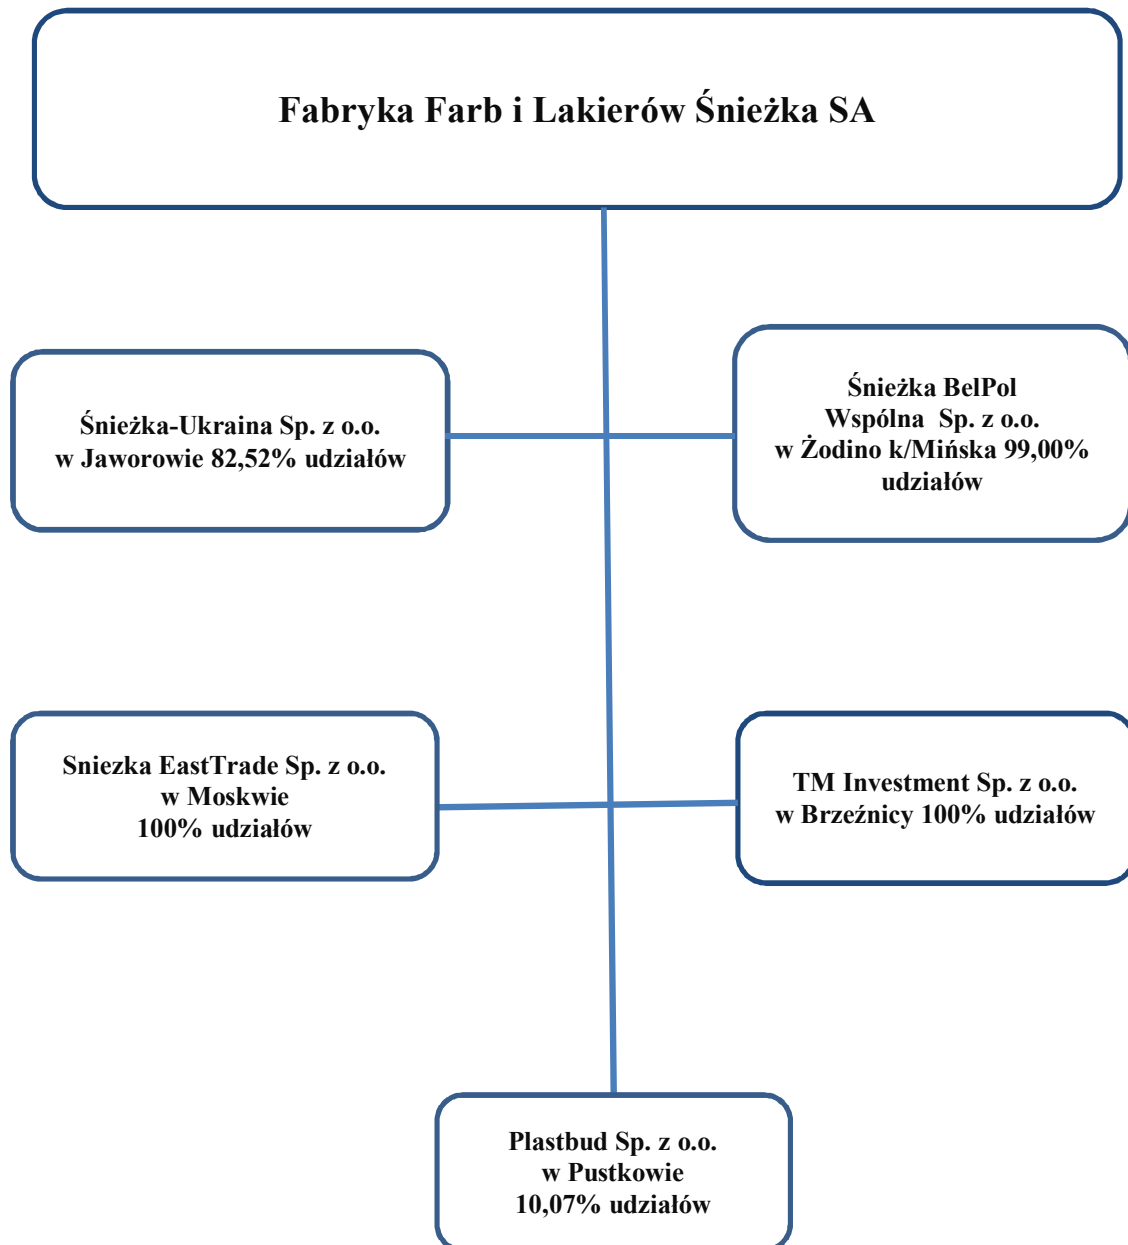 Fabryka Farb i Lakierów Śnieżka SA
Śnieżka-Ukraina Sp. z o.o.
w Jaworowie 82,52% udziałów
Śnieżka BelPol
Wspólna Sp. z o.o.
w Żodino k/Mińska 99,00%
udziałów
Sniezka EastTrade Sp. z o.o.
w Moskwie
100% udziałów
TM Investment Sp. z o.o.
w Brzeźnicy 100% udziałów
Plastbud Sp. z o.o.
w Pustkowie
10,07% udziałów